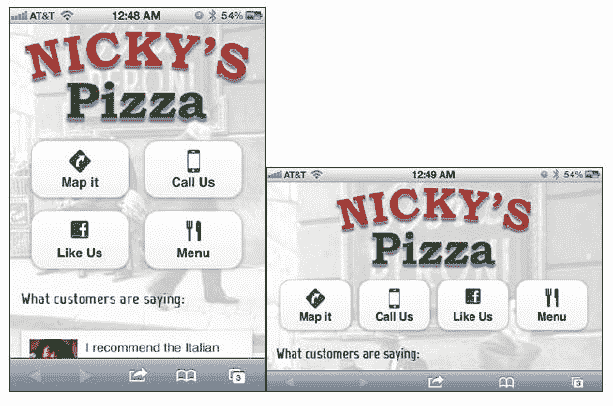 AT&T 12:48 AM 54%
NICKY'S
Pizza
Map it
Call Us
Like Us
Menu
What customers are saying:
I recommend the Italian
3
AT&T 12:49 AM 54%
NICKY'S
Pizza
Map it
Call Us
Like Us
Menu
What customers are saying:
3